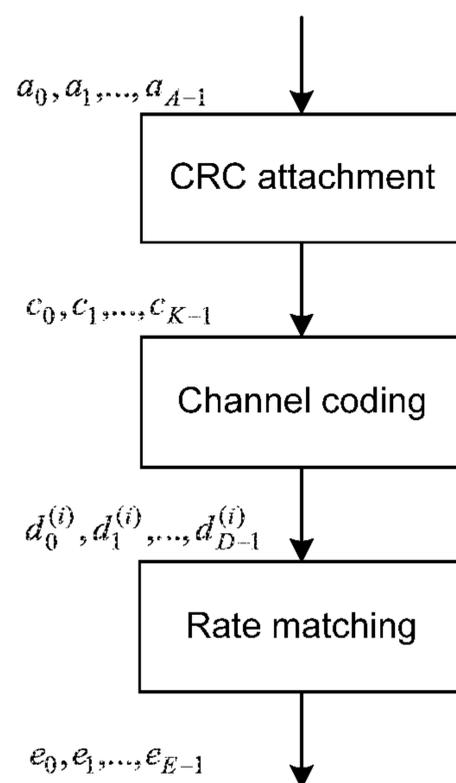 a_0, a_1,..., a_{A-1}
CRC attachment
c_0, c_1,..., c_{K-1}
Channel coding
d_0^{(i)}, d_1^{(i)},..., d_{D-1}^{(i)}
Rate matching
e_0, e_1,..., e_{E-1}